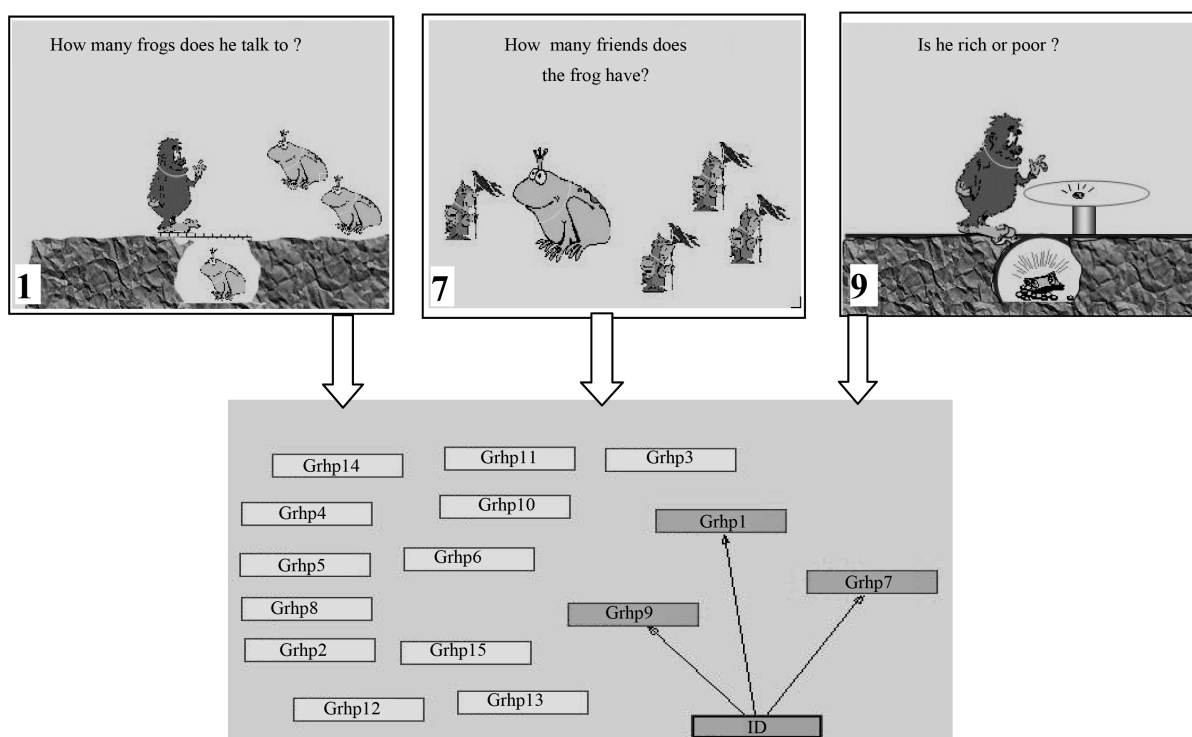 How many frogs does he talk to ?
1
How many friends does
the frog have?
7
Is he rich or poor ?
9
Grhp14
Grhp11
Grhp3
Grhp4
Grhp10
Grhp1
Grhp5
Grhp6
Grhp7
Grhp8
Grhp9
Grhp2
Grhp15
Grhp12
Grhp13
ID